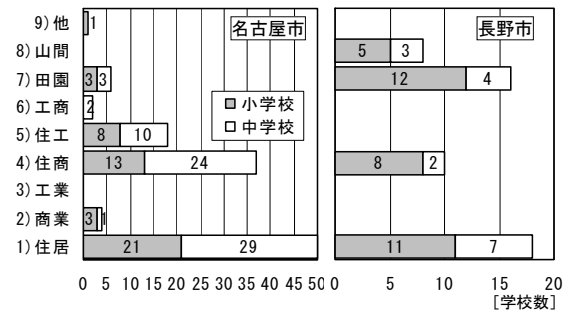 9)他 1 名古屋市 長野市
8)山間 5 3
7)田園 3 3 12 4
6)工商 2
小学校
中学校
5)住工 8 10
4)住商 13 24 8 2
3)工業
2)商業 3 1
1)住居 21 29 11 7
0 5 10 15 20 25 30 35 40 45 50 0 5 10 15 20
[学校数]